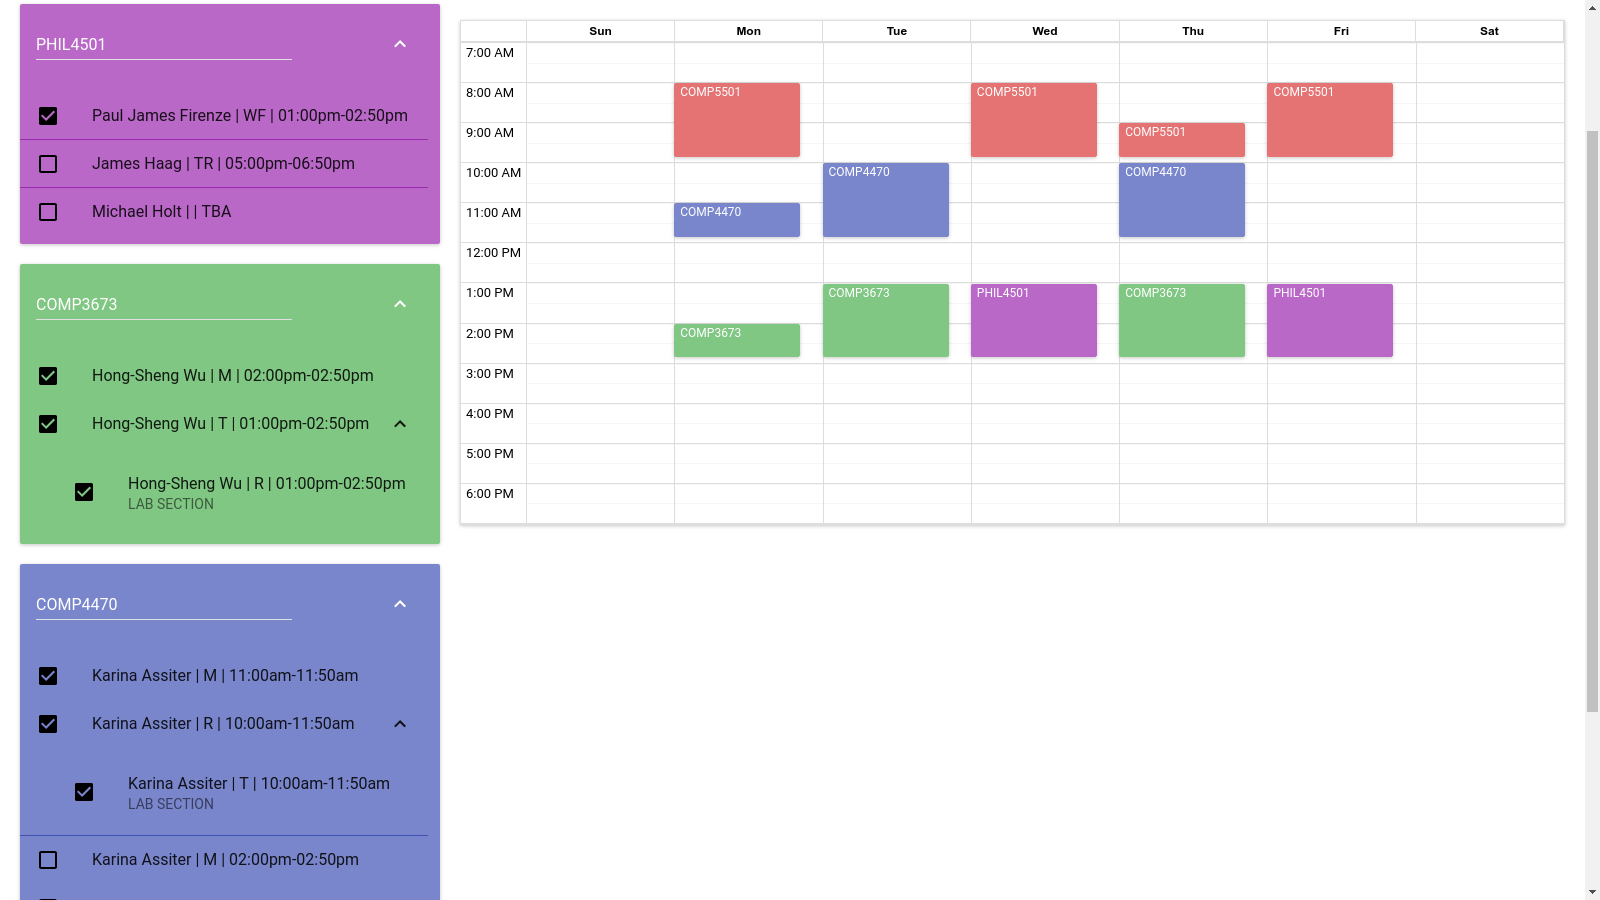 PHIL4501
Paul James Firenze | WF | 01:00pm-02:50pm
James Haag | TR | 05:00pm-06:50pm
Michael Holt | | TBA
COMP3673
Hong-Sheng Wu | M | 02:00pm-02:50pm
Hong-Sheng Wu | T | 01:00pm-02:50pm
Hong-Sheng Wu | R | 01:00pm-02:50pm
LAB SECTION
COMP4470
Karina Assiter | M | 11:00am-11:50am
Karina Assiter | R | 10:00am-11:50am
Karina Assiter | T | 10:00am-11:50am
LAB SECTION
Karina Assiter | M | 02:00pm-02:50pm
Sun Mon Tue Wed Thu Fri Sat
7:00 AM
8:00 AM COMP5501 COMP5501 COMP5501
9:00 AM COMP5501
10:00 AM COMP4470 COMP4470
11:00 AM COMP4470
12:00 PM
1:00 PM COMP3673 PHIL4501 COMP3673 PHIL4501
2:00 PM COMP3673
3:00 PM
4:00 PM
5:00 PM
6:00 PM